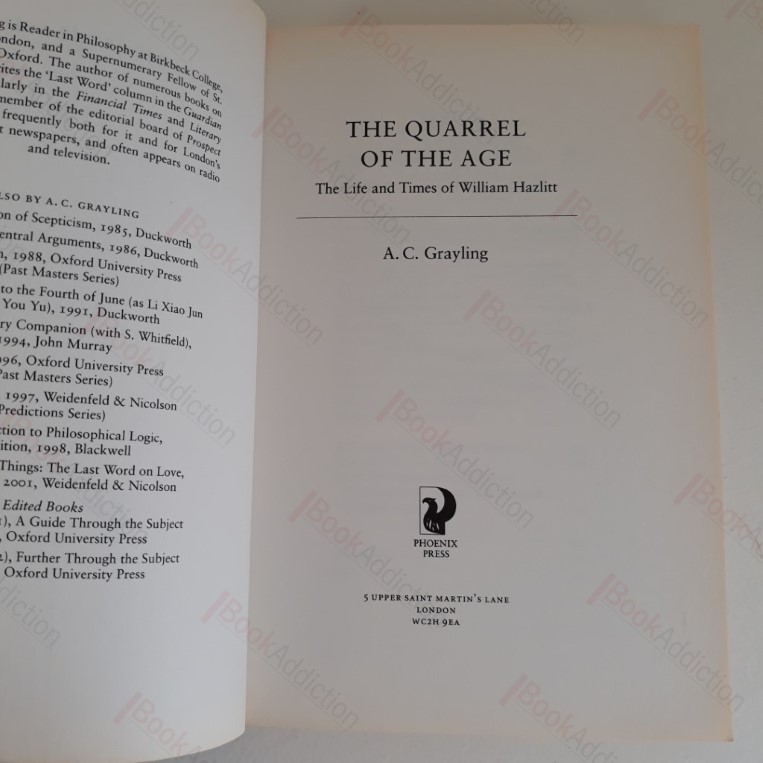 g is Reader in Philosophy at Birkbeck College,
ndon, and a Supernumerary Fellow of St.
Oxford. The author of numerous books on
rites the 'Last Word' column in the Guardian
larly in the Financial Times and Literary
member of the editorial board of Prospect
frequently both for it and for London's
t newspapers, and often appears on radio
and television.
LSO BY A. C. GRAYLING
on of Scepticism, 1985, Duckworth
entral Arguments, 1986, Duckworth
n, 1988, Oxford University Press
(Past Masters Series)
to the Fourth of June (as Li Xiao Jun
You Yu), 1991, Duckworth
ry Companion (with S. Whitfield),
1994, John Murray
996, Oxford University Press
Past Masters Series)
1997, Weidenfeld & Nicolson
Predictions Series)
ction to Philosophical Logic,
ition, 1998, Blackwell
Things: The Last Word on Love,
2001, Weidenfeld & Nicolson
Edited Books
), A Guide Through the Subject
, Oxford University Press
2), Further Through the Subject
Oxford University Press
THE QUARREL
OF THE AGE
The Life and Times of William Hazlitt
A. C. Grayling
PHOENIX
PRESS
5 UPPER SAINT MARTIN'S LANE
LONDON
WC2H 9EA
BookAddiction